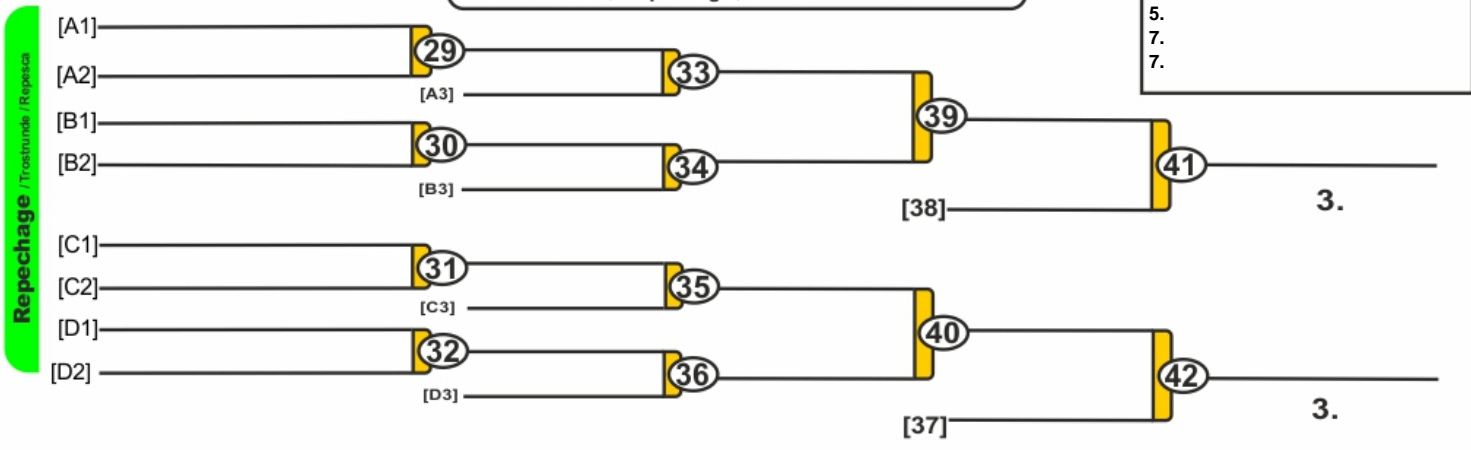 Repechage / Trostrunde / Repesca
5.
7.
7.
[A1]
29
[A2]
[A3]
33
[B1]
30
[B2]
[B3]
34
39
[38]
41
3.
[C1]
31
[C2]
[C3]
35
[D1]
32
[D2]
[D3]
36
40
[37]
42
3.